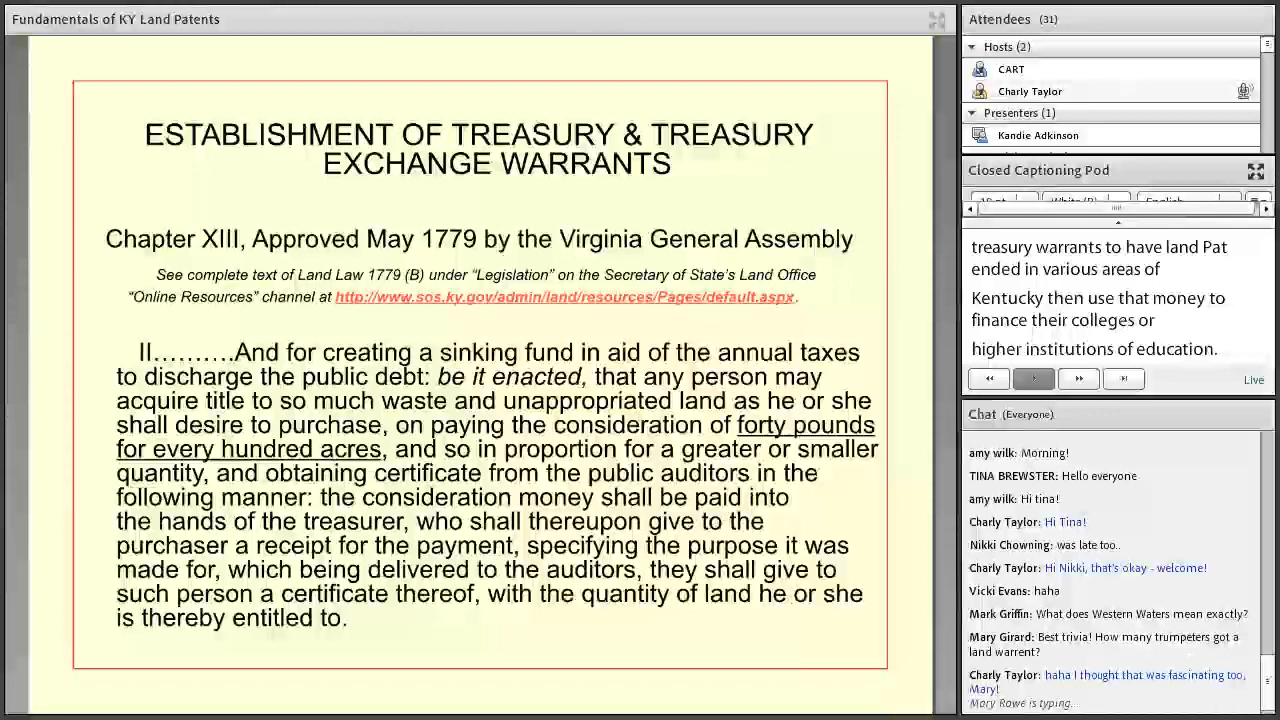 Fundamentals of KY Land Patents
ESTABLISHMENT OF TREASURY & TREASURY
EXCHANGE WARRANTS
Chapter XIII, Approved May 1779 by the Virginia General Assembly
See complete text of Land Law 1779 (B) under “Legislation” on the Secretary of State’s Land Office
“Online Resources” channel at http://www.sos.ky.gov/admin/land/resources/Pages/default.aspx.
II……….And for creating a sinking fund in aid of the annual taxes
to discharge the public debt: be it enacted, that any person may
acquire title to so much waste and unappropriated land as he or she
shall desire to purchase, on paying the consideration of forty pounds
for every hundred acres, and so in proportion for a greater or smaller
quantity, and obtaining certificate from the public auditors in the
following manner: the consideration money shall be paid into
the hands of the treasurer, who shall thereupon give to the
purchaser a receipt for the payment, specifying the purpose it was
made for, which being delivered to the auditors, they shall give to
such person a certificate thereof, with the quantity of land he or she
is thereby entitled to.
Attendees (31)
Hosts (2)
CART
Charly Taylor
Presenters (1)
Kandie Adkinson
Closed Captioning Pod
English
treasury warrants to have land Pat
ended in various areas of
Kentucky then use that money to
finance their colleges or
higher institutions of education.
Live
Chat (Everyone)
amy wilk: Morning!
TINA BREWSTER: Hello everyone
amy wilk: Hi tina!
Charly Taylor: Hi Tina!
Nikki Chowning: was late too..
Charly Taylor: Hi Nikki, that's okay - welcome!
Vicki Evans: haha
Mark Griffin: What does Western Waters mean exactly?
Mary Girard: Best trivia! How many trumpeters got a
land warrent?
Charly Taylor: haha I thought that was fascinating too,
Mary!
Mary Rowe is typing...